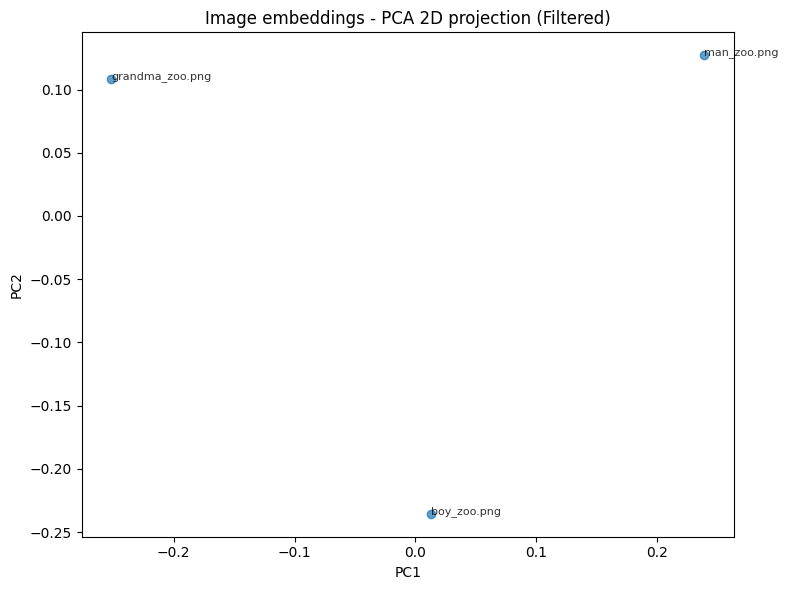 Image embeddings - PCA 2D projection (Filtered)
man_zoo.png
grandma_zoo.png
0.10
0.05
0.00
−0.05
−0.10
−0.15
−0.20
−0.25
PC2
boy_zoo.png
−0.2
−0.1
0.0
0.1
0.2
PC1